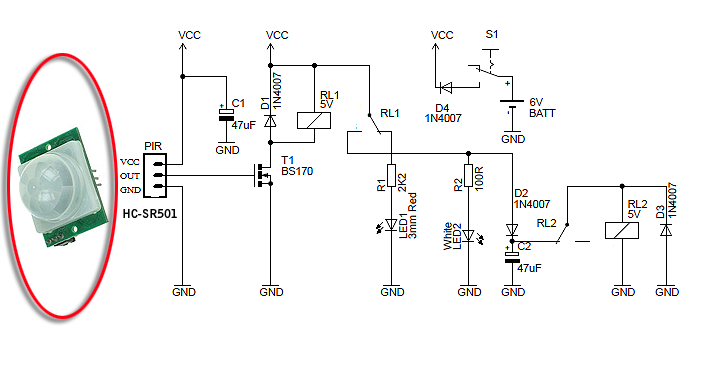 VCC
VCC
VCC
S1
D4
1N4007
+
6V
BATT
GND
+
C1
47uF
GND
D1
1N4007
RL1
5V
RL1
PIR
VCC
OUT
GND
HC-SR501
T1
BS170
R1
2K2
LED1
3mm Red
R2
100R
White
LED2
D2
1N4007
+
C2
47uF
RL2
RL2
5V
D3
1N4007
GND
GND
GND
GND
GND
GND
GND